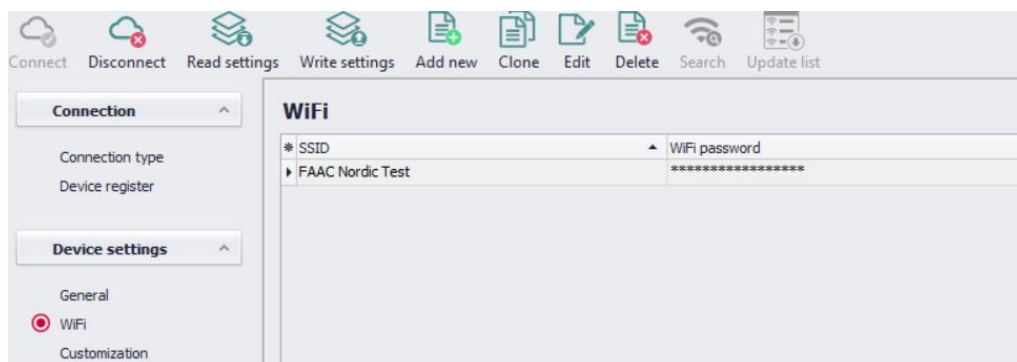 Connect Disconnect Read settings Write settings Add new Clone Edit Delete Search Update list
Connection
Connection type
Device register
Device settings
General
WiFi
Customization
WiFi
SSID WiFi password
FAAC Nordic Test *****************